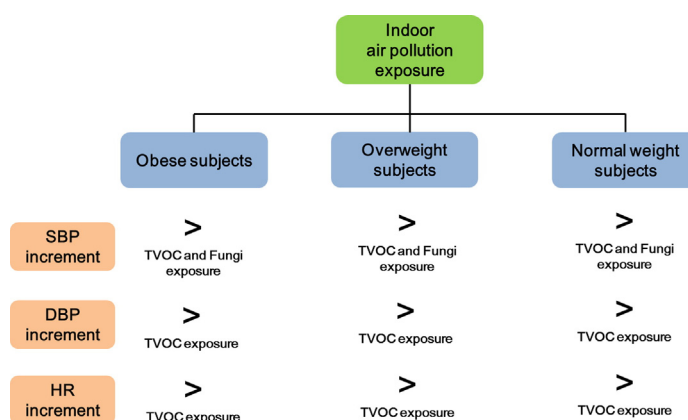 Indoor
air pollution
exposure
Obese subjects
Overweight
subjects
Normal weight
subjects
SBP
increment
>
TVOC and Fungi
exposure
>
TVOC and Fungi
exposure
>
TVOC and Fungi
exposure
DBP
increment
>
TVOC exposure
>
TVOC exposure
>
TVOC exposure
HR
increment
>
TVOC exposure
>
TVOC exposure
>
TVOC exposure